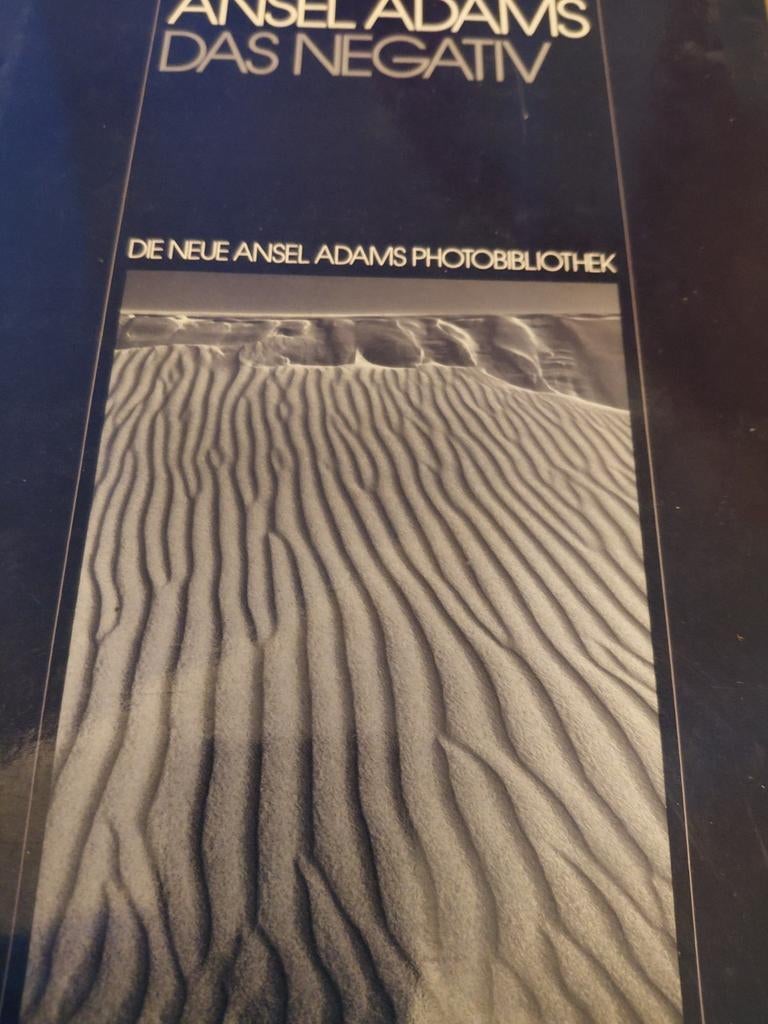 ANSEL ADAMS
DAS NEGATIV
DIE NEUE ANSEL ADAMS PHOTOBIBLIOTHEK